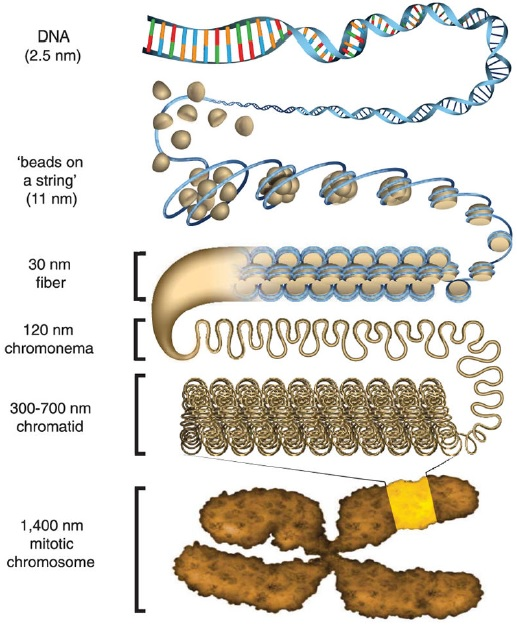 DNA
(2.5 nm)
‘beads on
a string’
(11 nm)
30 nm
fiber
120 nm
chromonema
300-700 nm
chromatid
1,400 nm
mitotic
chromosome